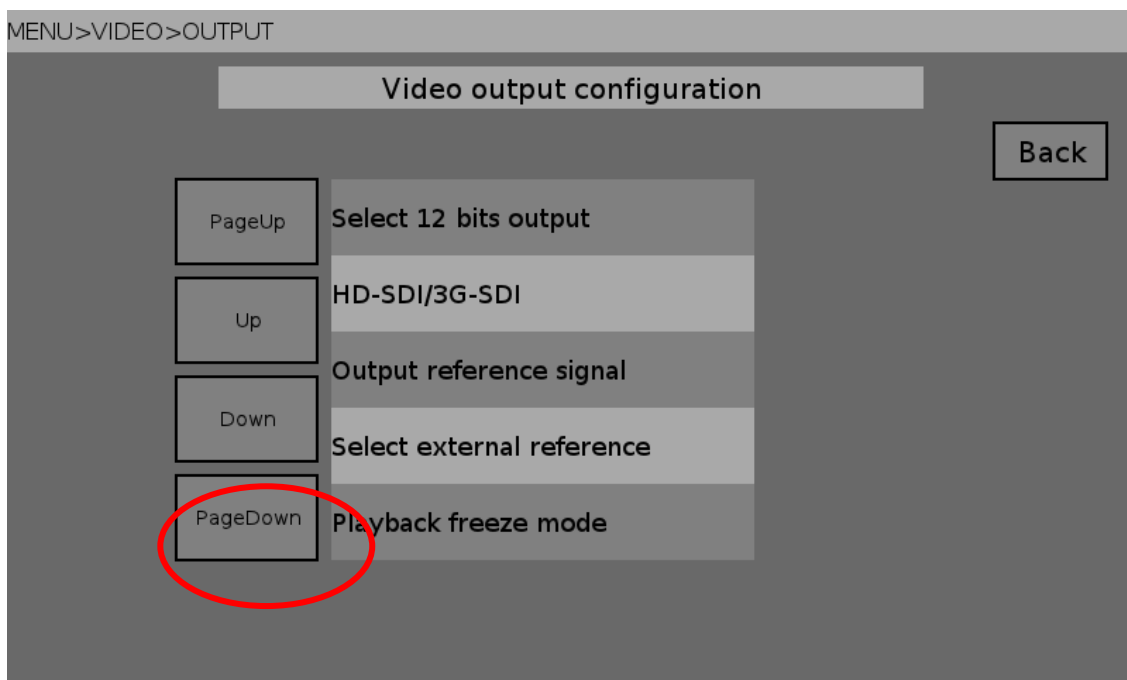 MENU>VIDEO>OUTPUT
Video output configuration
Back
PageUp
Select 12 bits output
HD-SDI/3G-SDI
Up
Output reference signal
Down
Select external reference
PageDown
Playback freeze mode